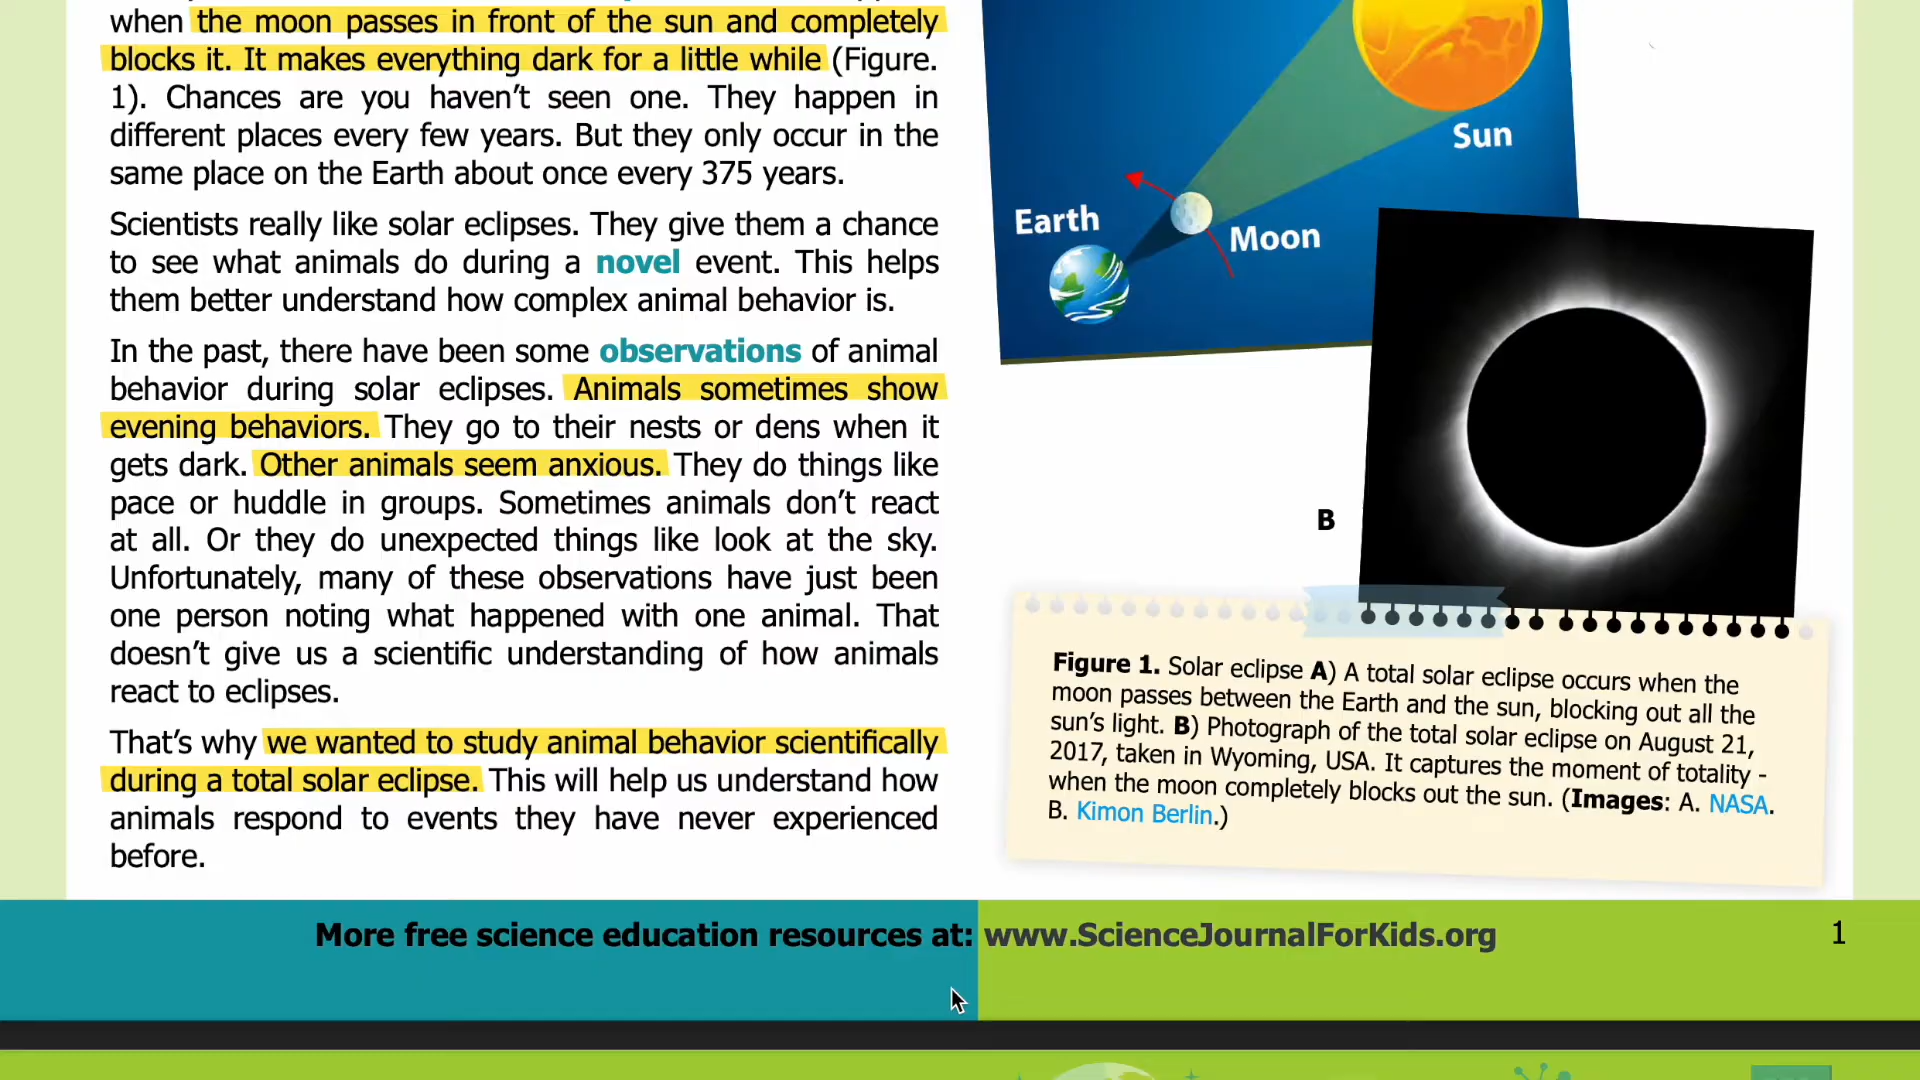 when the moon passes in front of the sun and completely
blocks it. It makes everything dark for a little while (Figure.
1). Chances are you haven't seen one. They happen in
different places every few years. But they only occur in the
same place on the Earth about once every 375 years.
Scientists really like solar eclipses. They give them a chance
to see what animals do during a novel event. This helps
them better understand how complex animal behavior is.
In the past, there have been some observations of animal
behavior during solar eclipses. Animals sometimes show
evening behaviors. They go to their nests or dens when it
gets dark. Other animals seem anxious. They do things like
pace or huddle in groups. Sometimes animals don't react
at all. Or they do unexpected things like look at the sky.
Unfortunately, many of these observations have just been
one person noting what happened with one animal. That
doesn't give us a scientific understanding of how animals
react to eclipses.
That's why we wanted to study animal behavior scientifically
during a total solar eclipse. This will help us understand how
animals respond to events they have never experienced
before.
Sun
Earth
Moon
B
Figure 1. Solar eclipse A) A total solar eclipse occurs when the
moon passes between the Earth and the sun, blocking out all the
sun's light. B) Photograph of the total solar eclipse on August 21,
2017, taken in Wyoming, USA. It captures the moment of totality -
when the moon completely blocks out the sun. (Images: A. NASA.
B. Kimon Berlin.)
More free science education resources at: www.ScienceJournalForKids.org
1